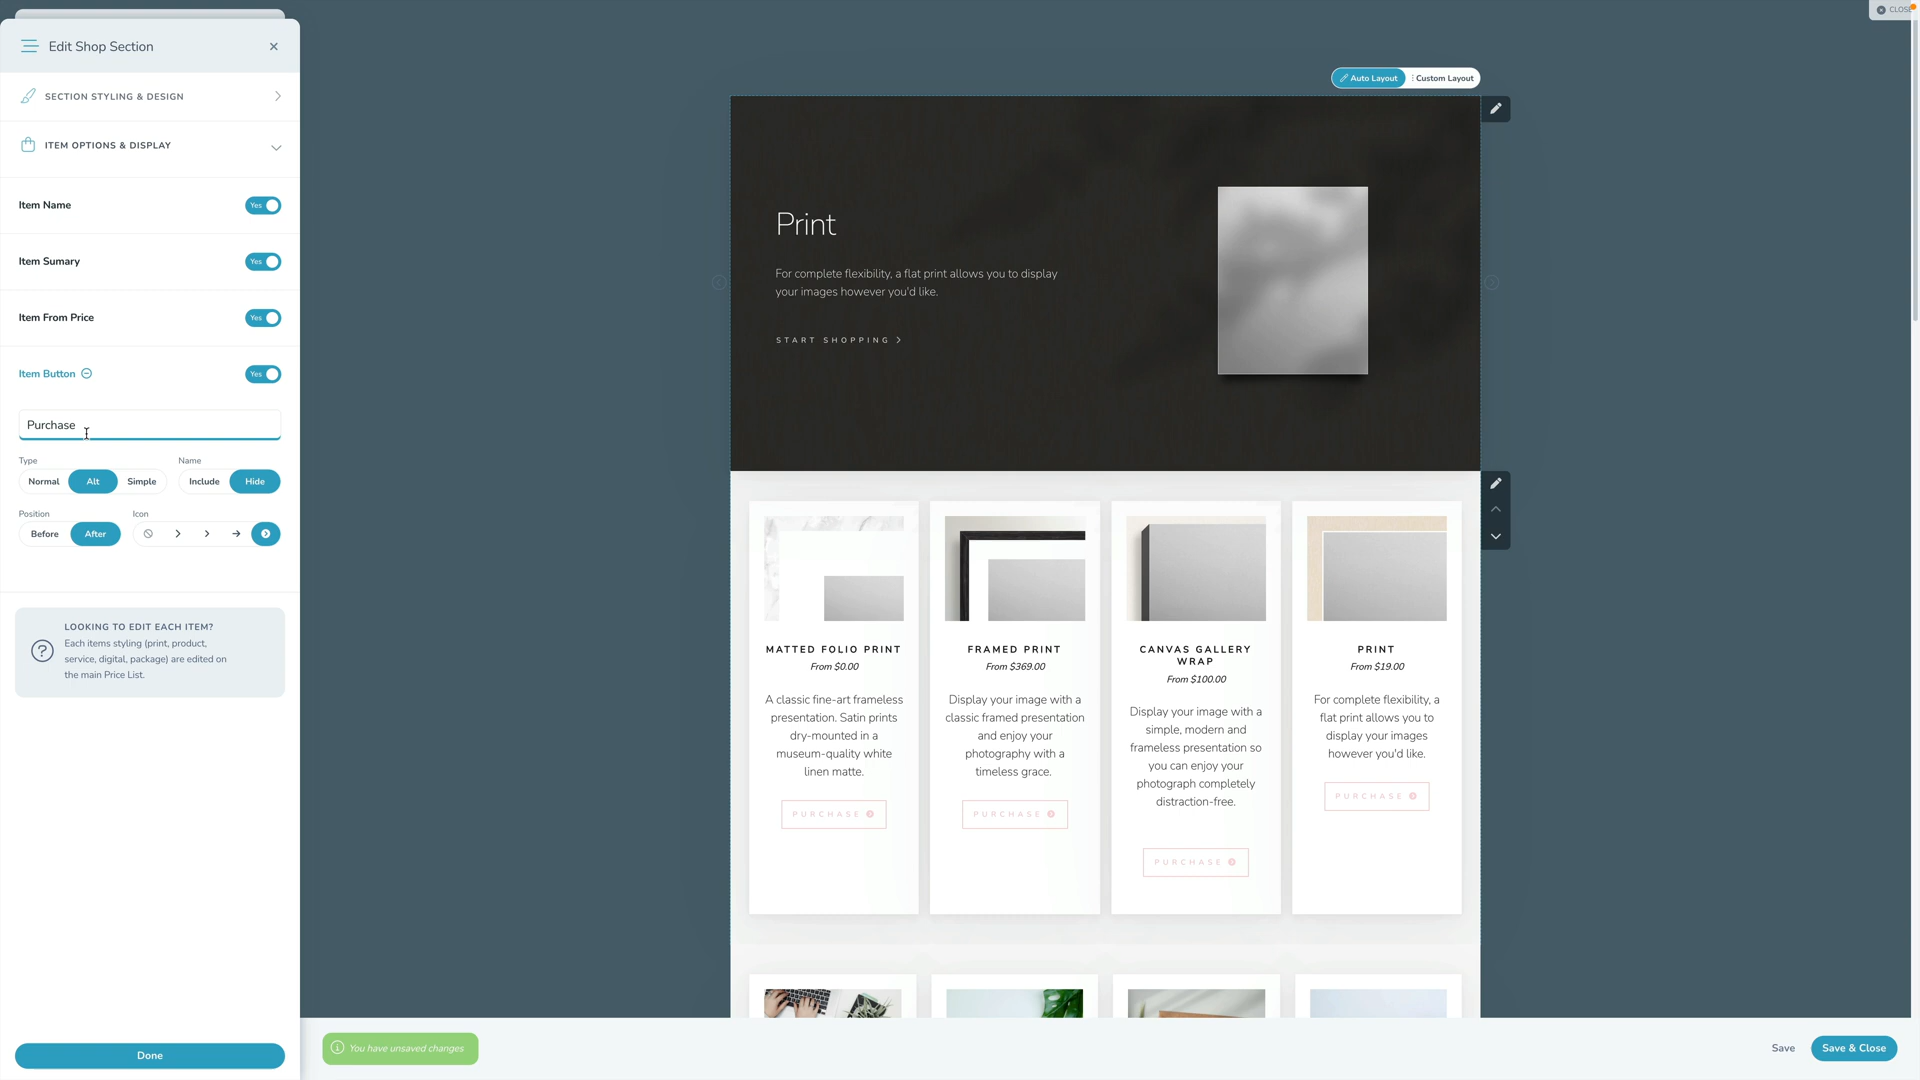 CLOSE
Edit Shop Section
SECTION STYLING & DESIGN
ITEM OPTIONS & DISPLAY
Item Name
Yes
Item Sumary
Yes
Item From Price
Yes
Item Button
Yes
Purchase
Type
Name
Normal
Alt
Simple
Include
Hide
Position
Icon
Before
After
LOOKING TO EDIT EACH ITEM?
Each items styling (print, product,
service, digital, package) are edited on
the main Price List.
Done
Auto Layout
Custom Layout
Print
For complete flexibility, a flat print allows you to display
your images however you'd like.
START SHOPPING
MATTED FOLIO PRINT
From $0.00
A classic fine-art frameless
presentation. Satin prints
dry-mounted in a
museum-quality white
linen matte.
PURCHASE
FRAMED PRINT
From $369.00
Display your image with a
classic framed presentation
and enjoy your
photography with a
timeless grace.
PURCHASE
CANVAS GALLERY
WRAP
From $100.00
Display your image with a
simple, modern and
frameless presentation so
you can enjoy your
photograph completely
distraction-free.
PURCHASE
PRINT
From $19.00
For complete flexibility, a
flat print allows you to
display your images
however you'd like.
PURCHASE
You have unsaved changes
Save
Save & Close